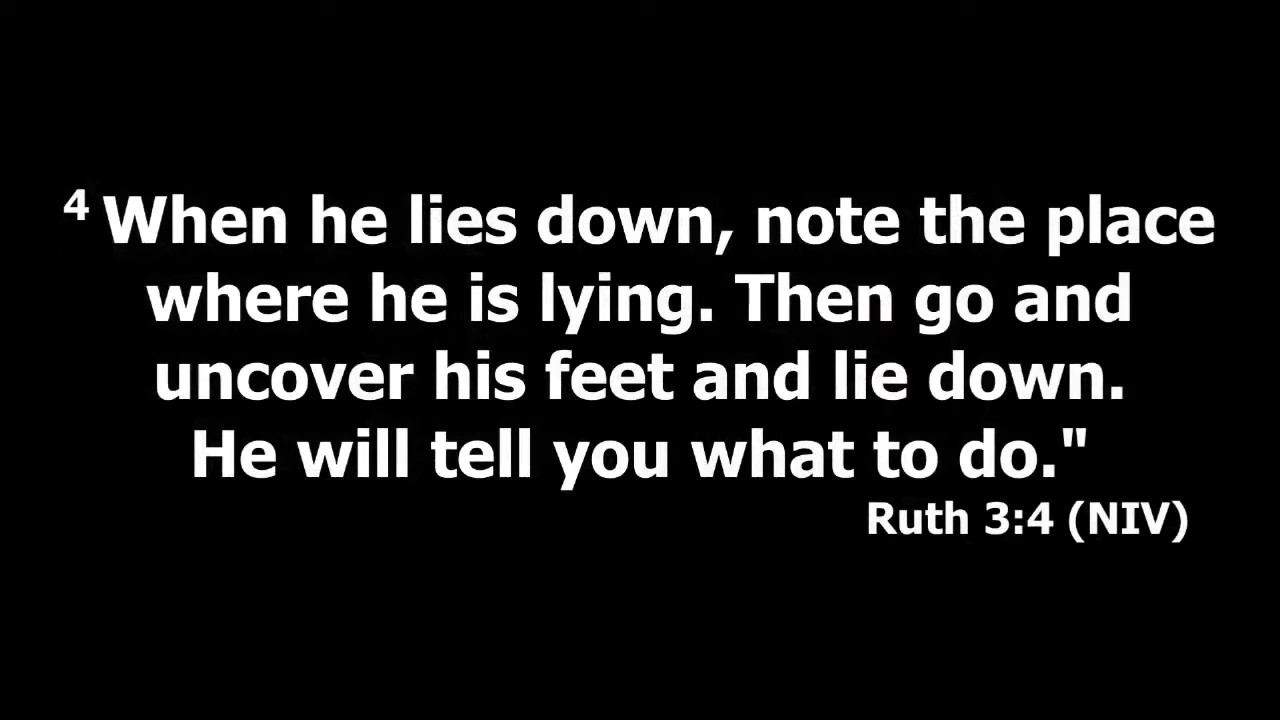 4 When he lies down, note the place
where he is lying. Then go and
uncover his feet and lie down.
He will tell you what to do."
Ruth 3:4 (NIV)